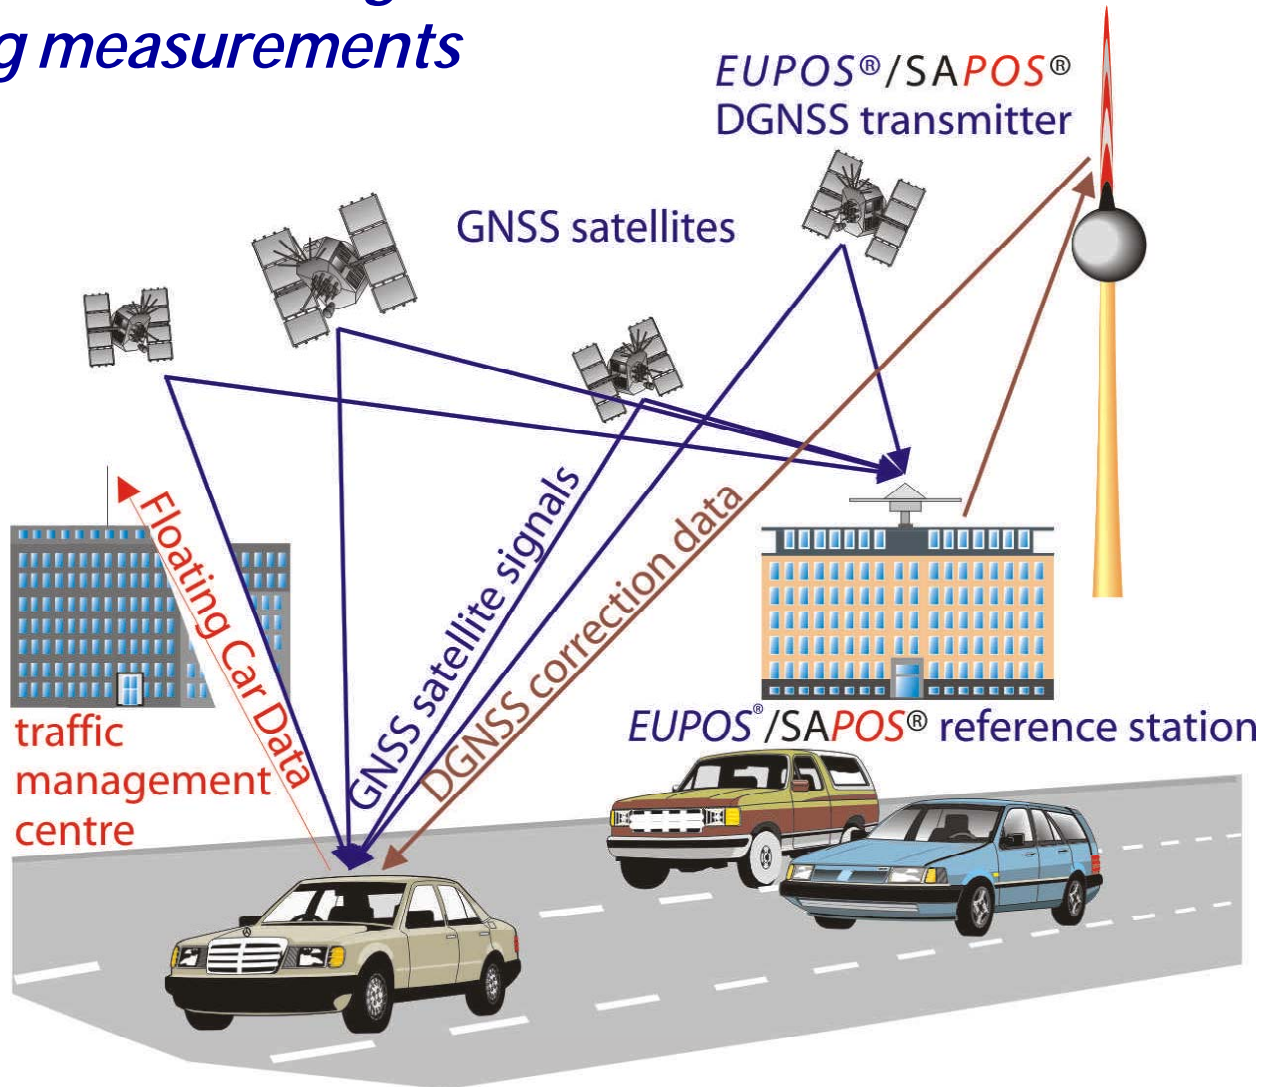 g measurements
EUPOS®/SAPOS®
DGNSS transmitter
GNSS satellites
Floating Car Data
GNSS satellite signals
DGNSS correction data
traffic
management
centre
EUPOS®/SAPOS® reference station